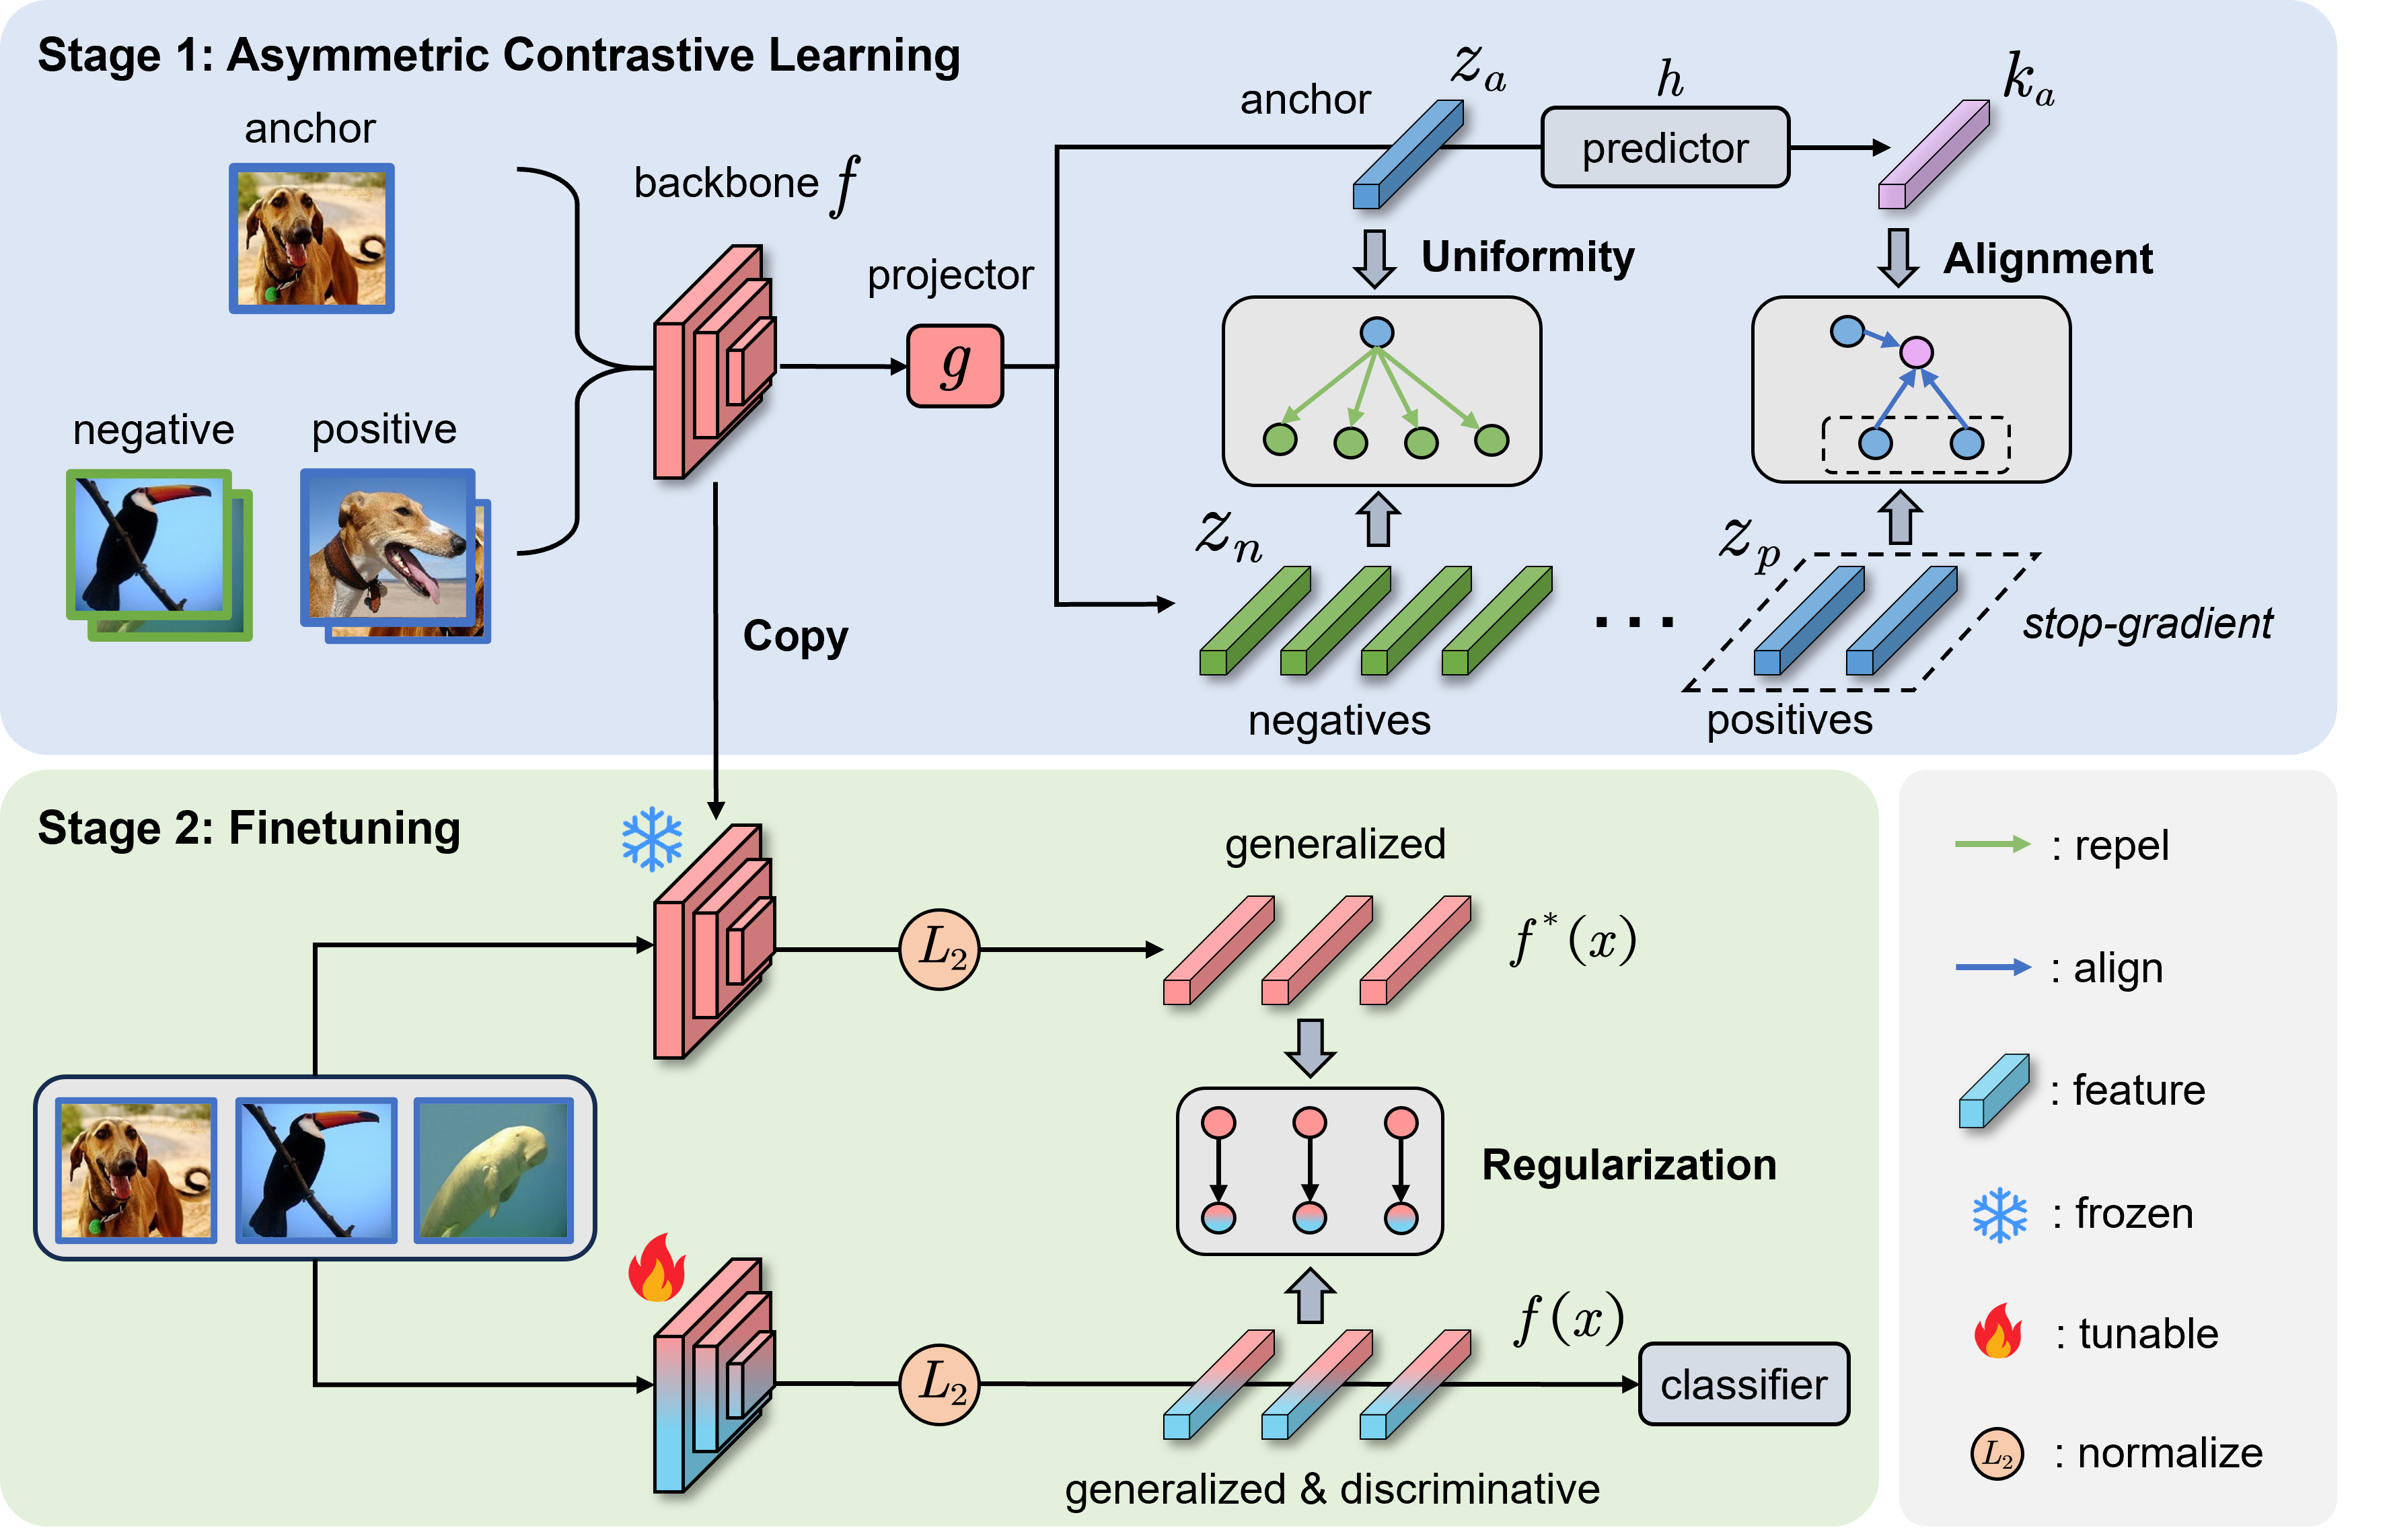 Stage 1: Asymmetric Contrastive Learning
anchor
negative
positive
backbone f
projector
g
anchor
z_a
h
predictor
k_a
Uniformity
Alignment
z_n
z_p
...
stop-gradient
negatives
positives
Copy
Stage 2: Finetuning
generalized
L_2
f*(x)
Regularization
L_2
f(x)
classifier
generalized & discriminative
: repel
: align
: feature
: frozen
: tunable
L_2 : normalize